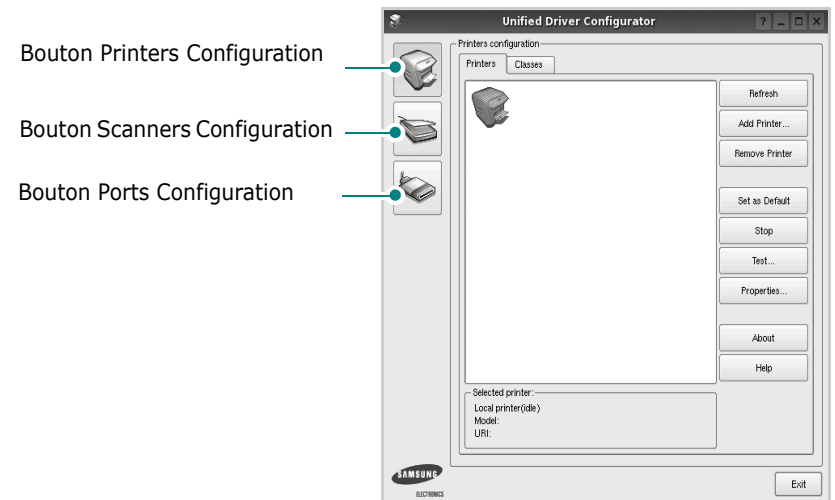 Bouton Printers Configuration
Bouton Scanners Configuration
Bouton Ports Configuration
Unified Driver Configurator
?
Printers configuration
Printers
Classes
Refresh
Add Printer...
Remove Printer
Set as Default
Stop
Test...
Properties...
About
Help
Selected printer:
Local printer(idle)
Model:
URI:
SAMSUNG
ELECTRONICS
Exit